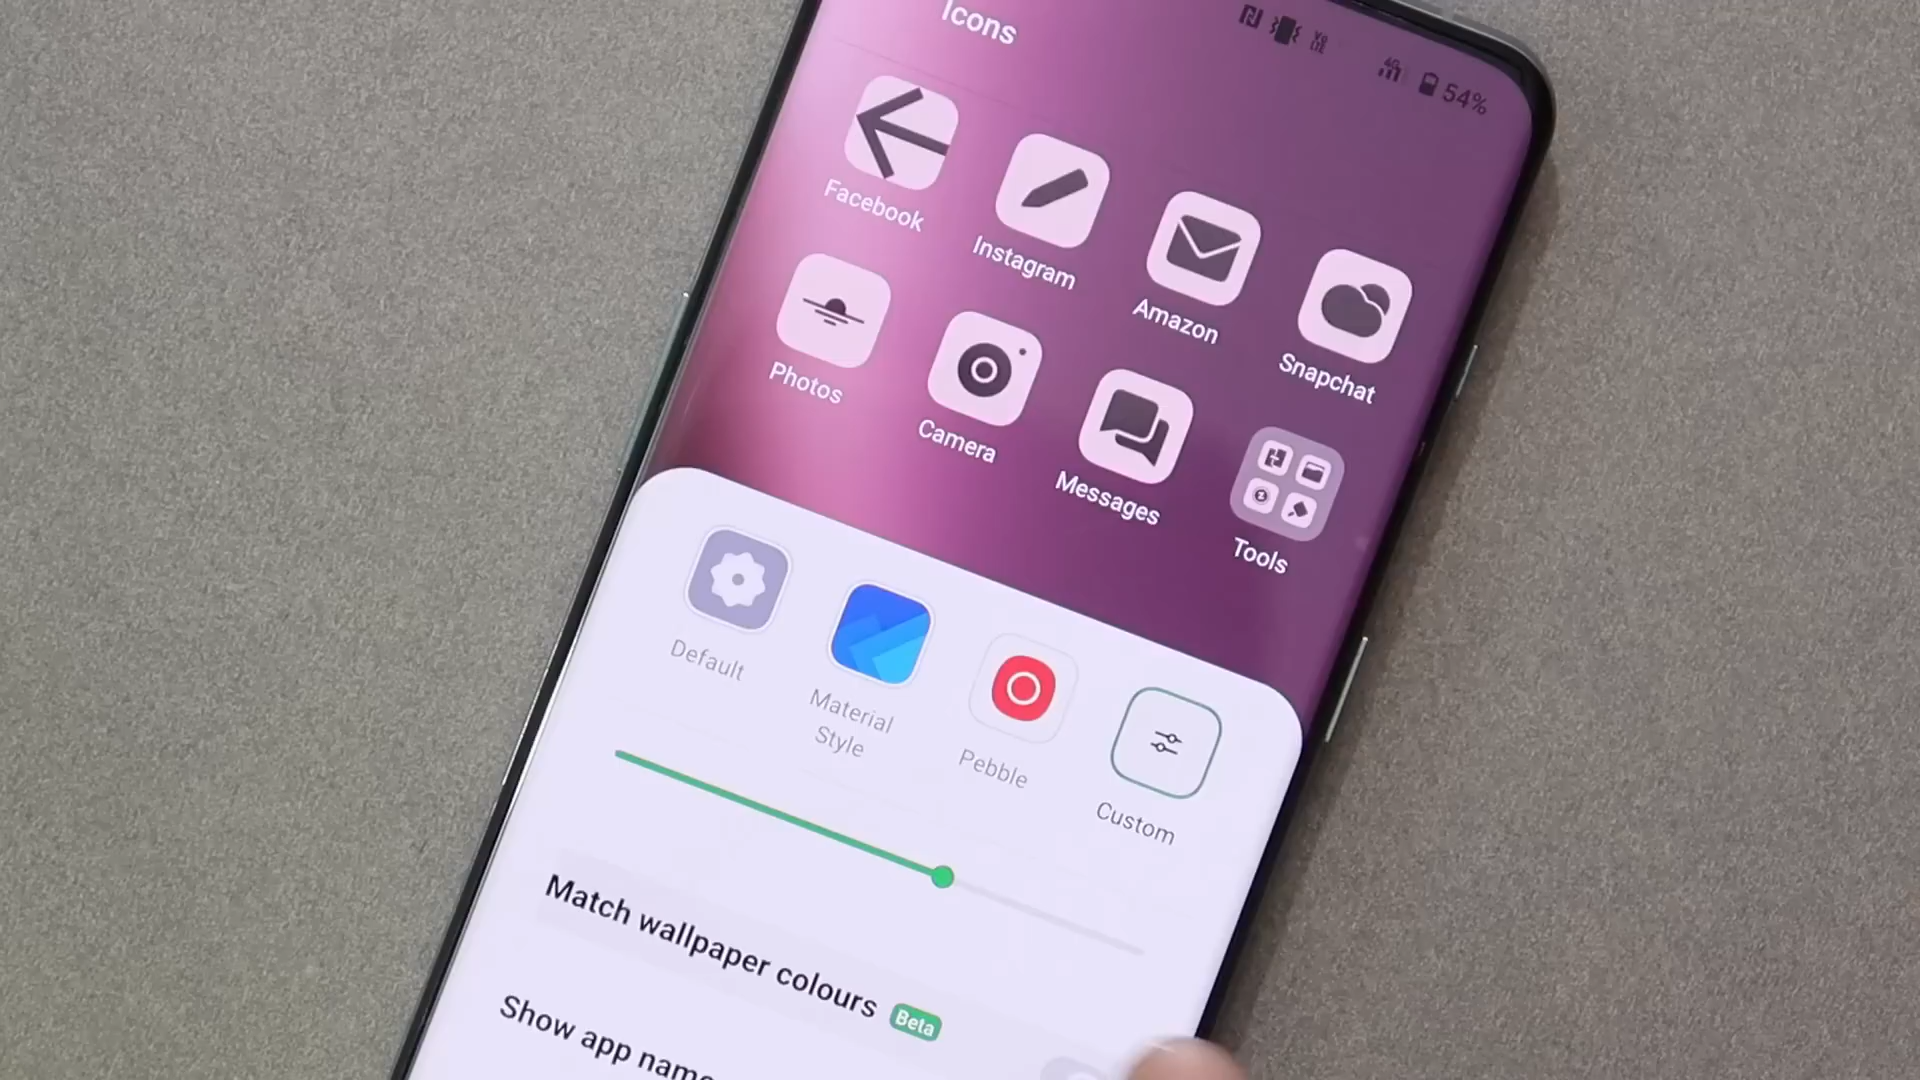 Icons
4G
54%
Facebook
Instagram
Amazon
Snapchat
Photos
Camera
Messages
Tools
Default
Material
Style
Pebble
Custom
Match wallpaper colours Beta
Show app name